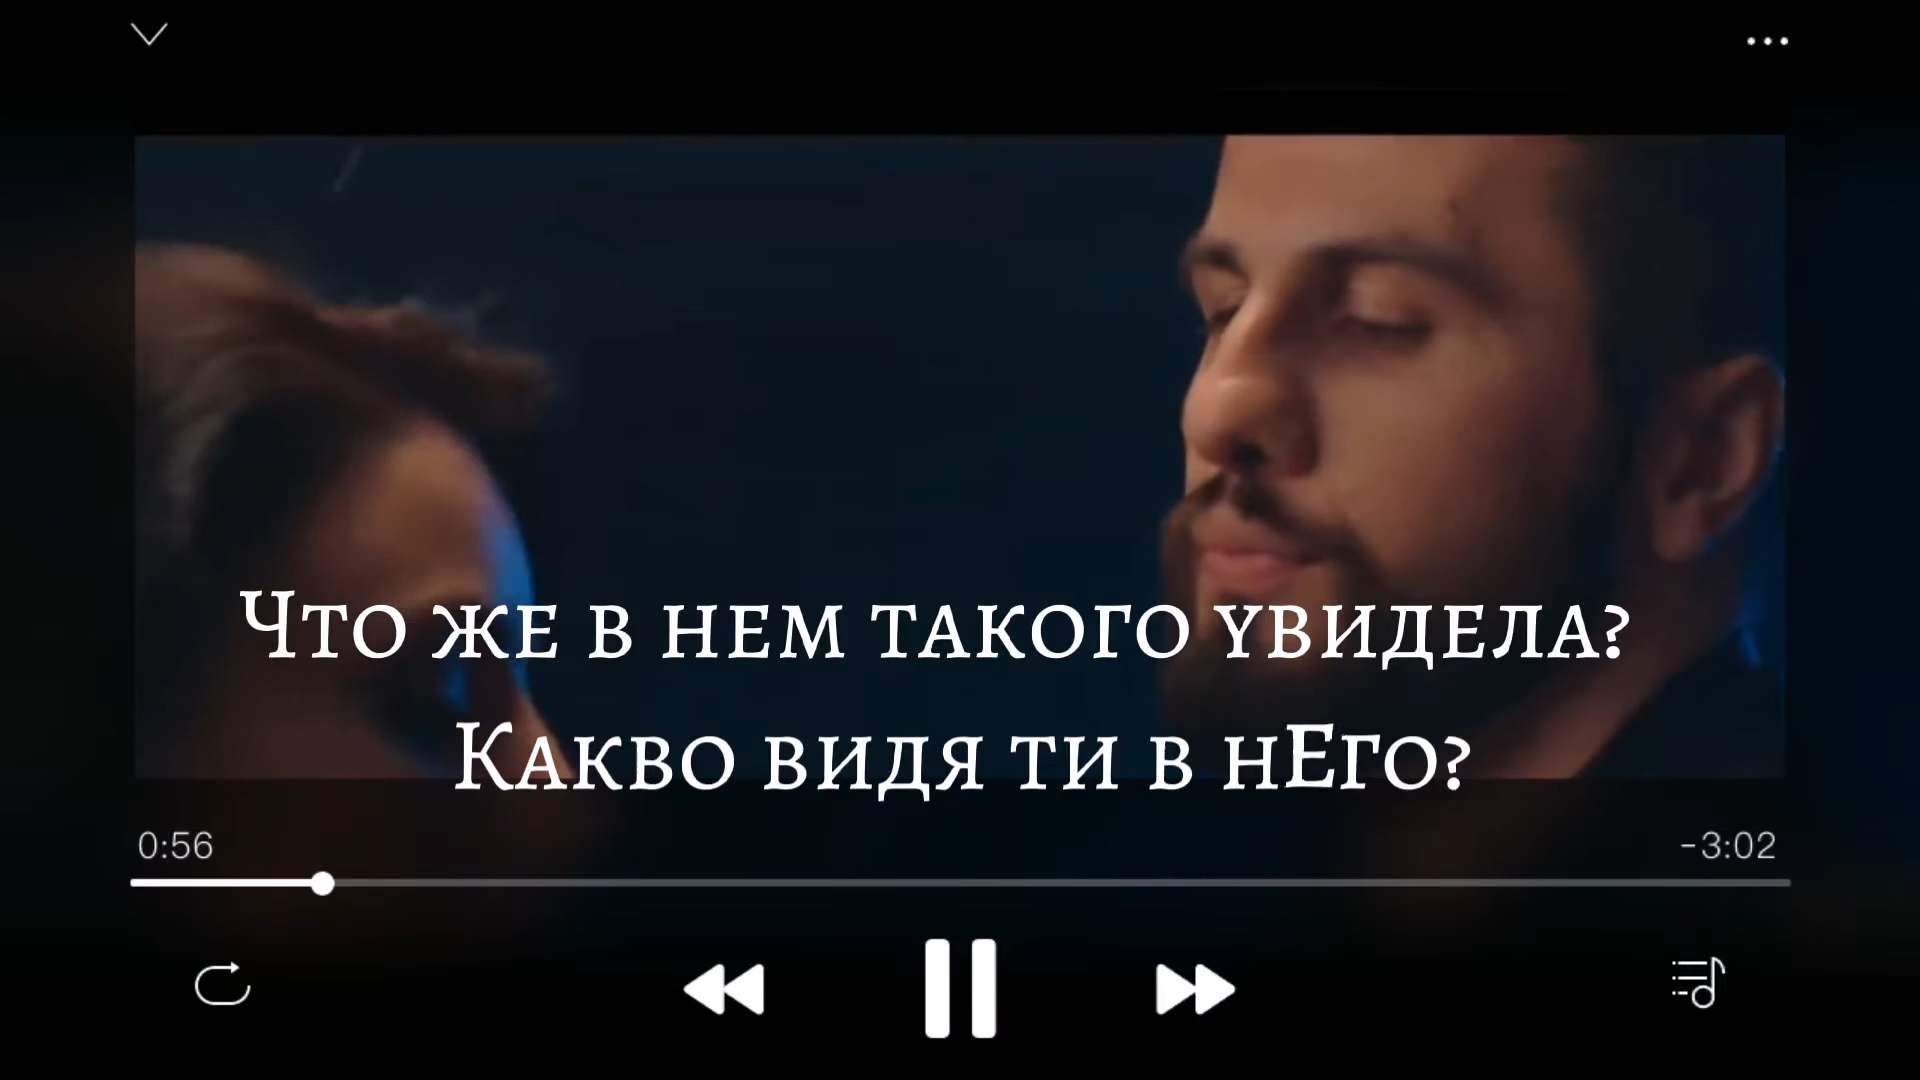 Что же в нем такого увидела?
Какво видя ти в нЕго?
0:56
-3:02